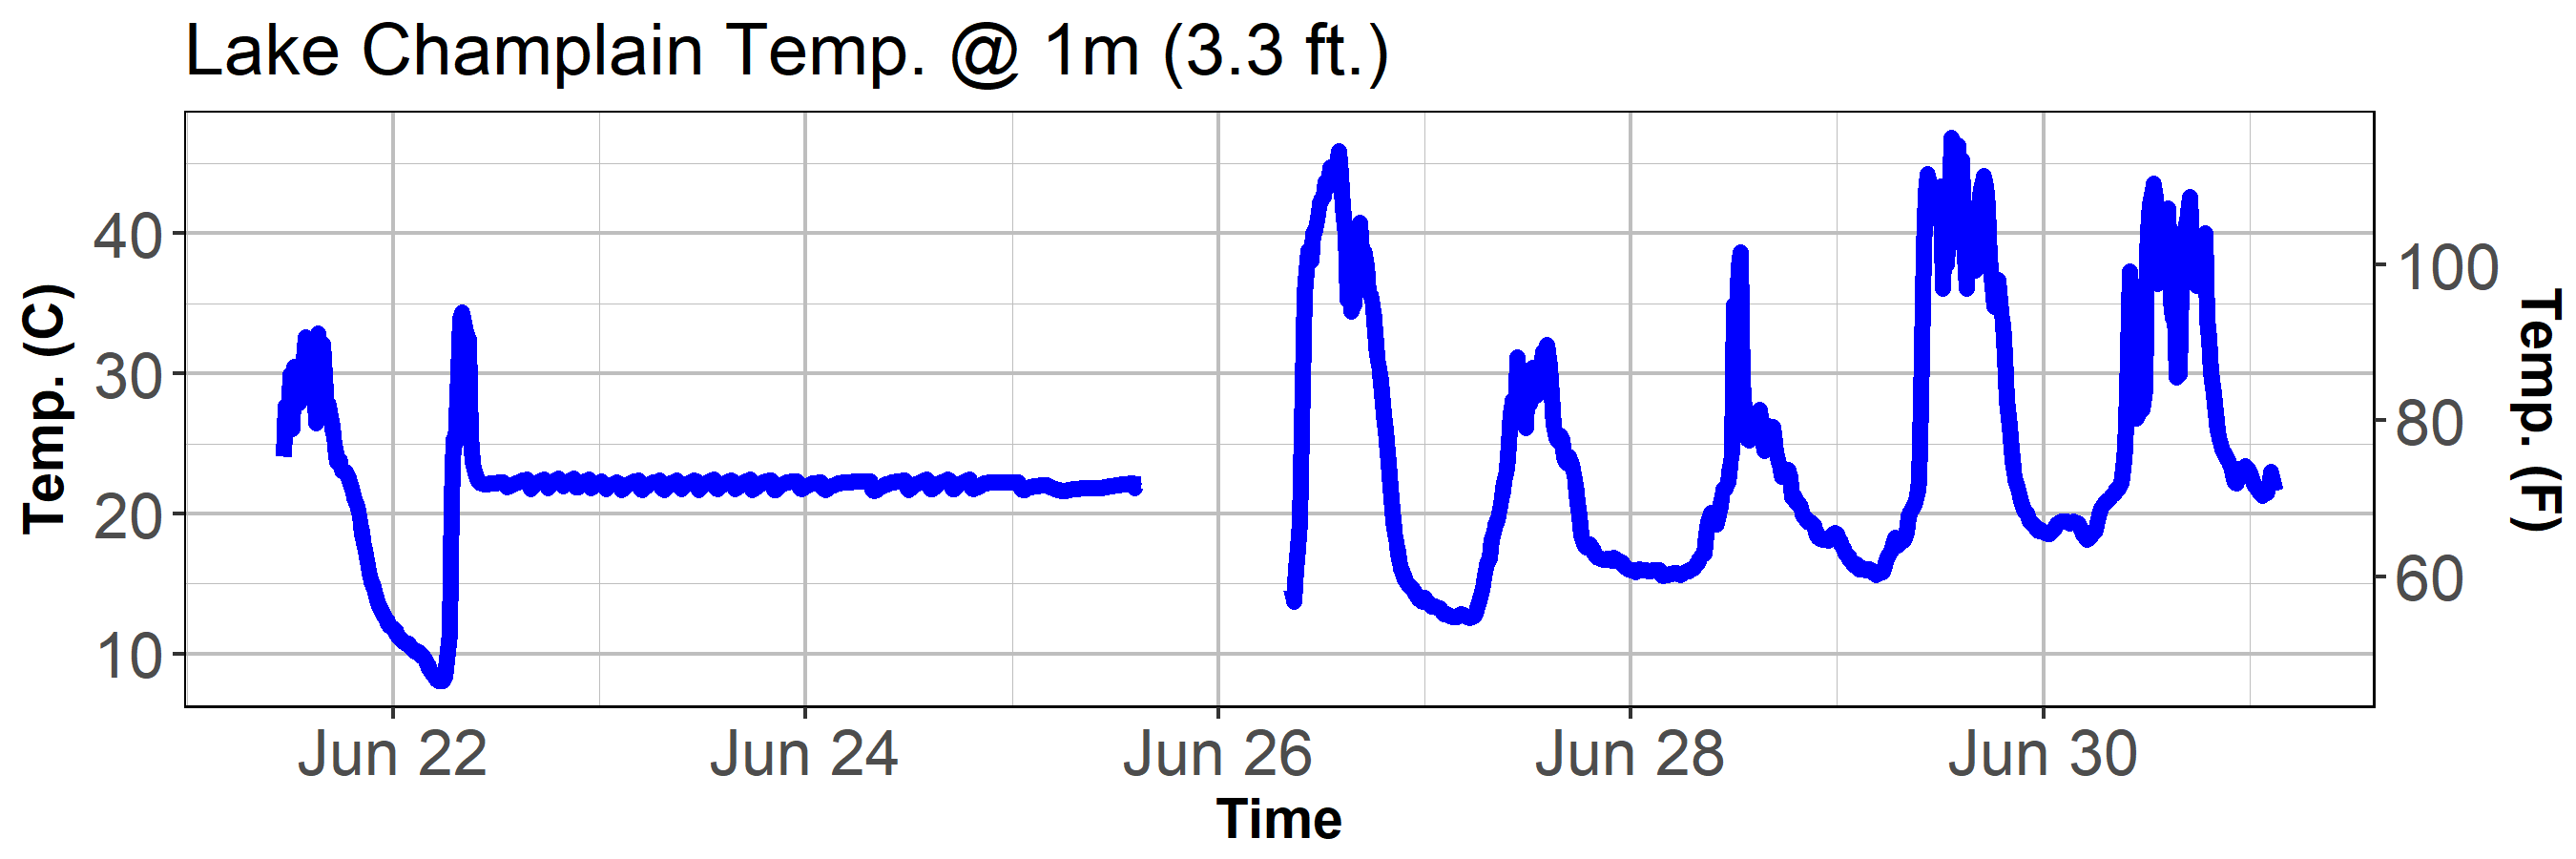 Lake Champlain Temp. @ 1m (3.3 ft.)
Temp. (C)
40
30
20
10
100
80
60
Temp. (F)
Jun 22 Jun 24 Jun 26 Jun 28 Jun 30
Time